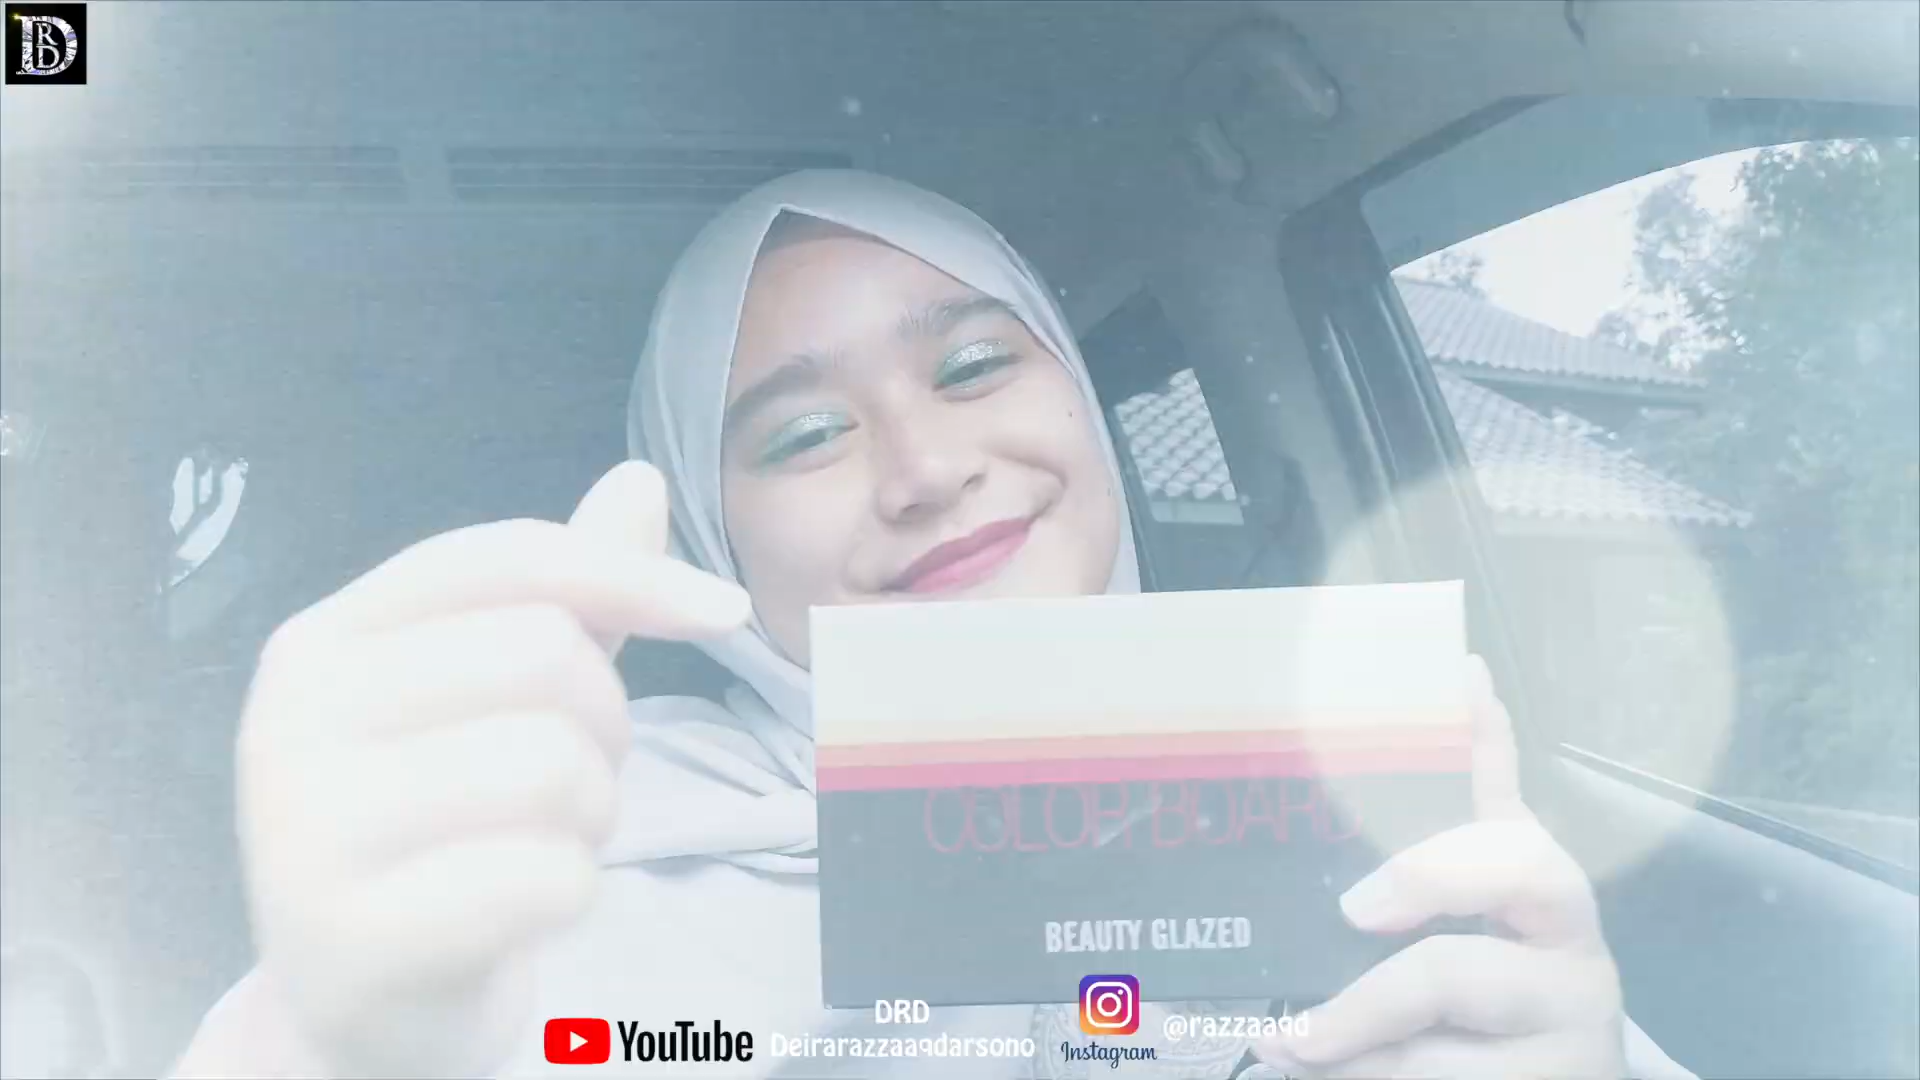 DRD
COLOR BOARD
BEAUTY GLAZED
YouTube
DRD
Deirarazzaaqdarsono
Instagram
@razzaaqd